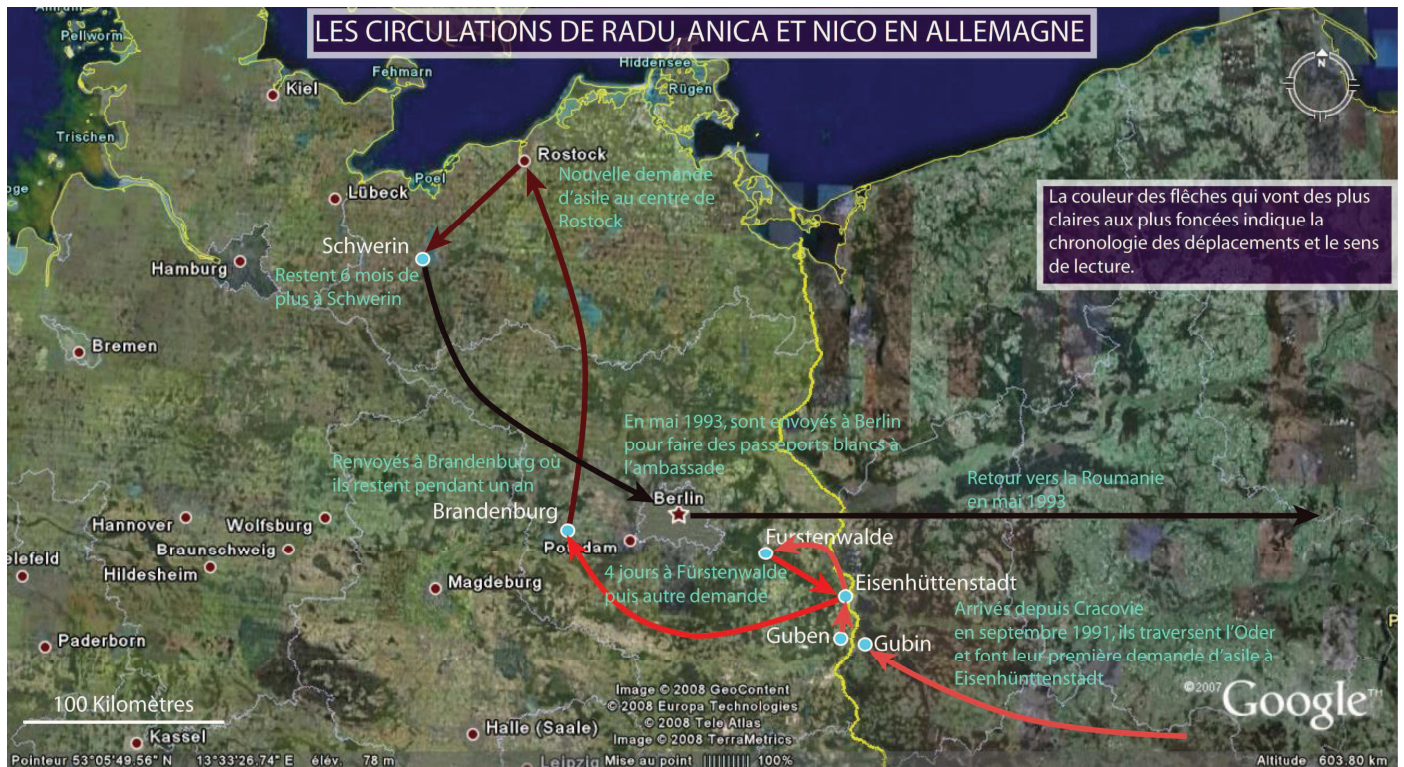 LES CIRCULATIONS DE RADU, ANICA ET NICO EN ALLEMAGNE
Pellworm
Fehmarn
Hiddensee
Kiel
Rügen
N
Trischen
Rostock
Poel
Lübeck
Nouvelle demande
d'asile au centre de
Rostock
La couleur des flêches qui vont des plus
claires aux plus foncées indique la
chronologie des déplacements et le sens
de lecture.
Schwerin
Hamburg
Restent 6 mois de
plus à Schwerin
Bremen
En mai 1993, sont envoyés à Berlin
pour faire des passeports blancs à
l'ambassade
Renvoyés à Brandenburg où
ils restent pendant un an
Retour vers la Roumanie
en mai 1993
Berlin
Brandenburg
Hannover
Wolfsburg
Furstenwalde
Braunschweig
Potsdam
elefeld
Hildesheim
Magdeburg
4 jours à Fürstenwalde
puis autre demande
Eisenhüttenstadt
Arrivés depuis Cracovie
en septembre 1991, ils traversent l'Oder
et font leur première demande d'asile à
Eisenhünttenstadt
Guben
Gubin
Paderborn
100 Kilomètres
Image © 2008 GeoContent
© 2008 Europa Technologies
© 2008 Tele Atlas
Image © 2008 TerraMetrics
©2007 Google™
Halle (Saale)
Kassel
Leipzig
Pointeur 53°05'49.56" N 13°33'26.74" E élév. 78 m
Mise au point |||||||||| 100%
Altitude 603.80 km